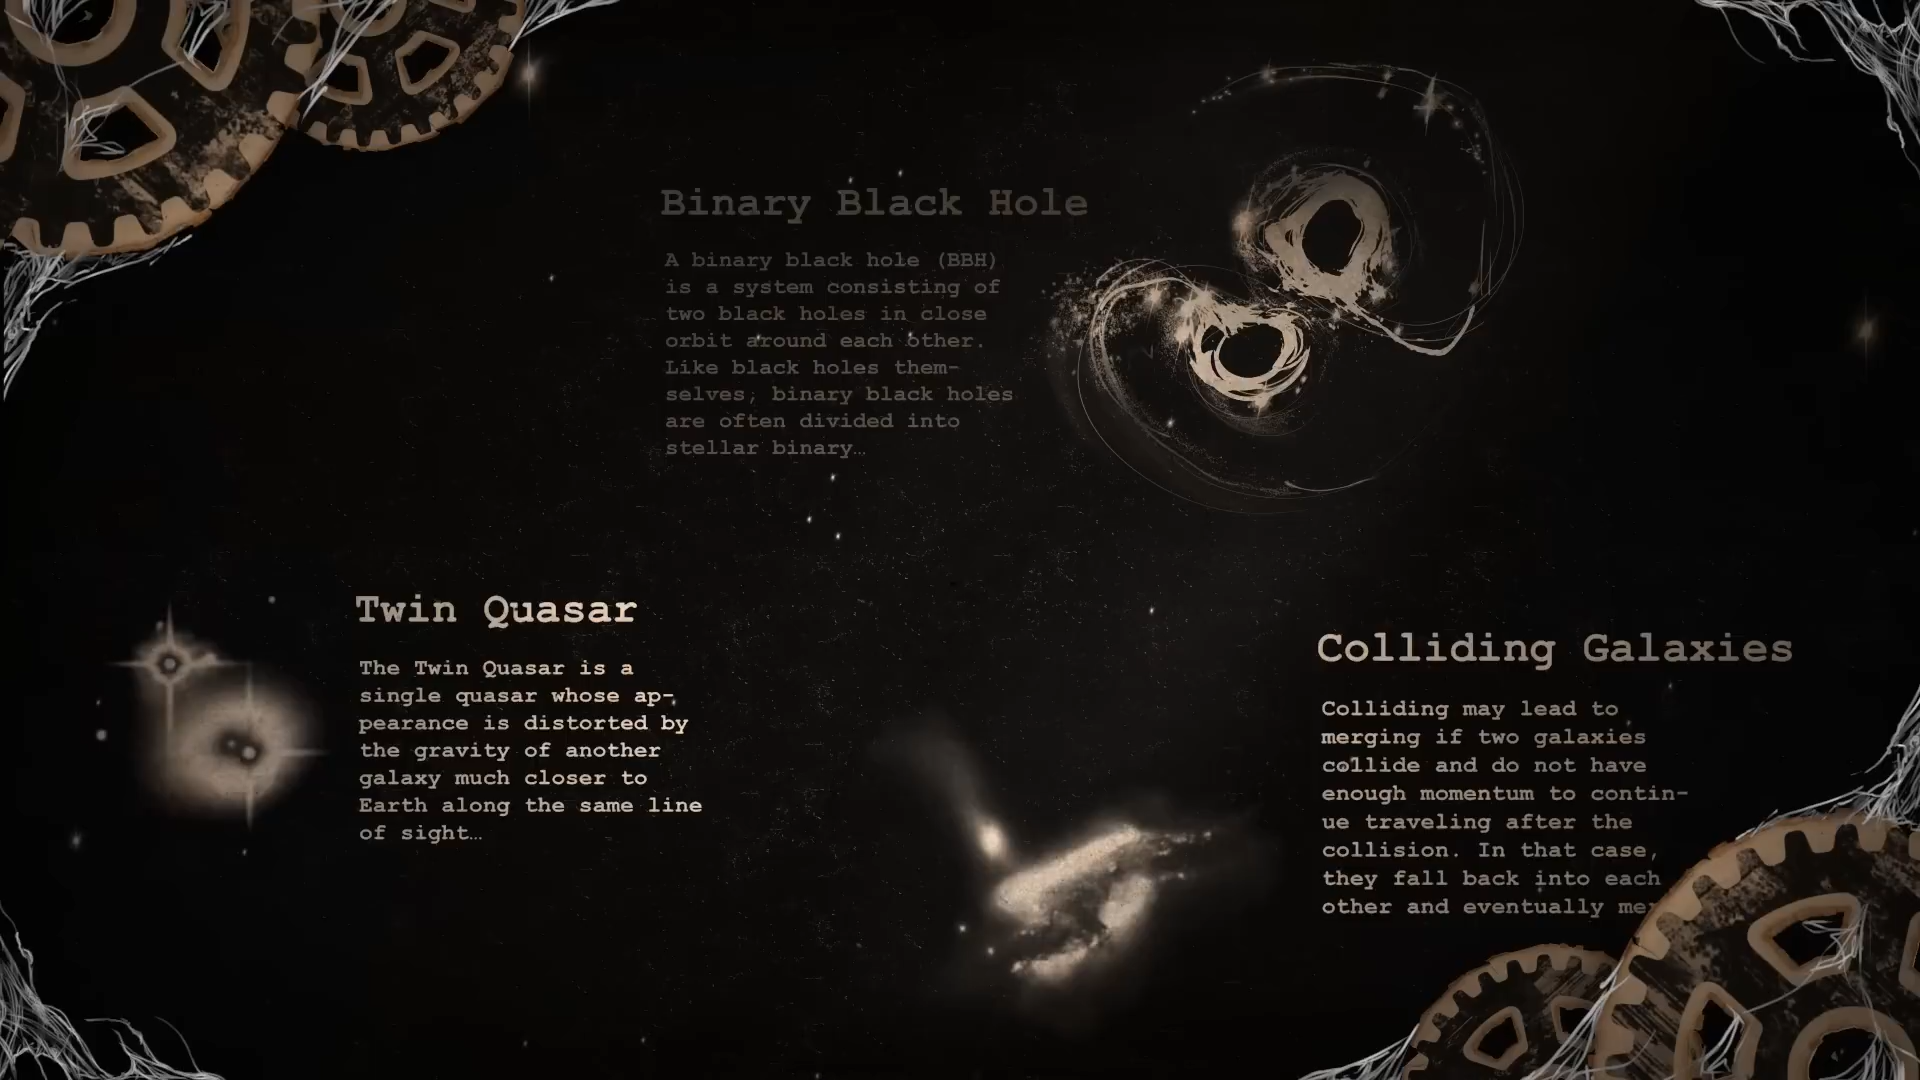 Binary Black Hole
A binary black hole (BBH)
is a system consisting of
two black holes in close
orbit around each other.
Like black holes them-
selves, binary black holes
are often divided into
stellar binary…
Twin Quasar
The Twin Quasar is a
single quasar whose ap-
pearance is distorted by
the gravity of another
galaxy much closer to
Earth along the same line
of sight…
Colliding Galaxies
Colliding may lead to
merging if two galaxies
collide and do not have
enough momentum to contin-
ue traveling after the
collision. In that case,
they fall back into each
other and eventually